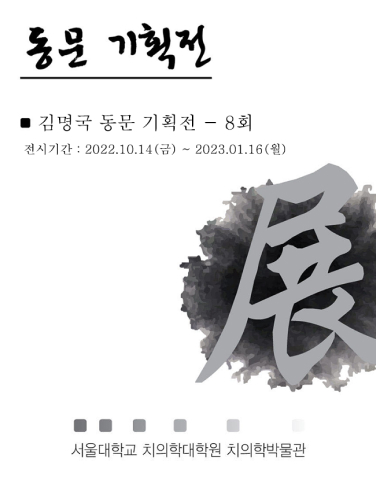 동문 기획전
■ 김명국 동문 기획전 - 8회
전시기간 : 2022.10.14(금) ~ 2023.01.16(월)
展
서울대학교 치의학대학원 치의학박물관